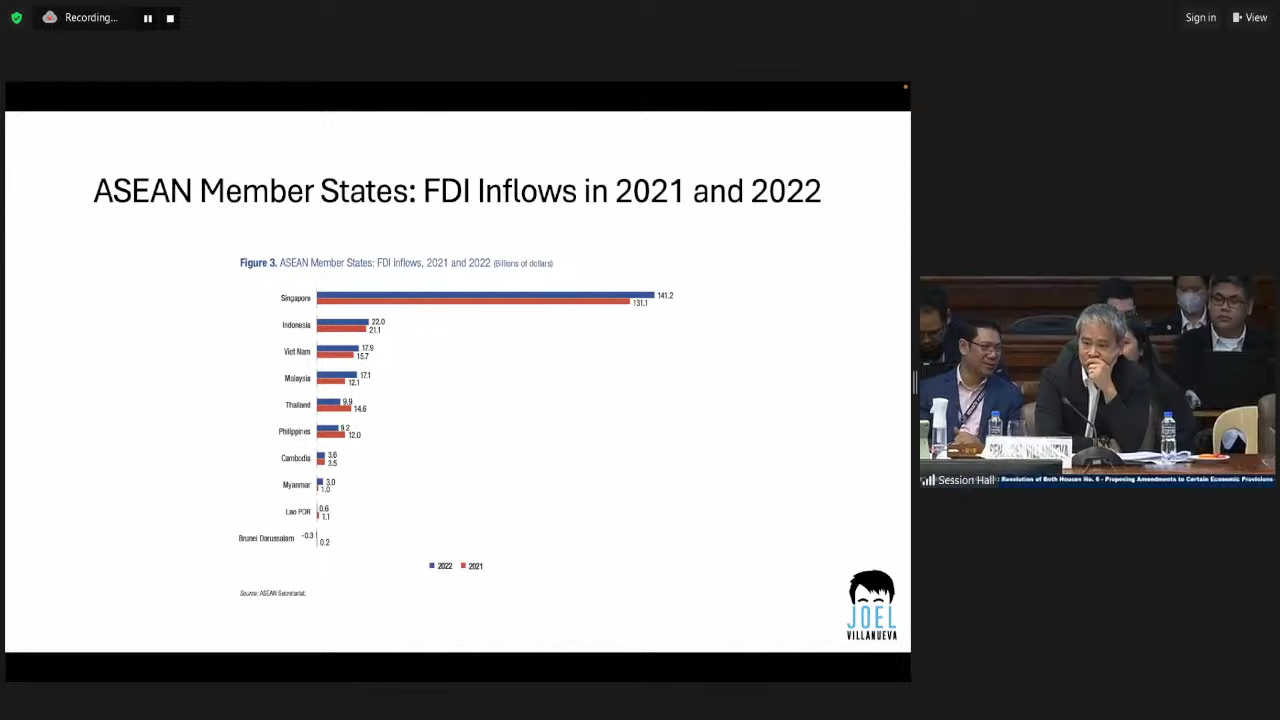 Recording...
Sign in
View
ASEAN Member States: FDI Inflows in 2021 and 2022
Figure 3. ASEAN Member States: FDI inflows, 2021 and 2022 (Billions of dollars)
Singapore 141.2
131.1
Indonesia 22.0
21.1
Viet Nam 17.9
15.7
Malaysia 17.1
12.1
Thailand 9.9
14.6
Philippines 9.2
12.0
Cambodia 3.6
3.5
Myanmar 3.0
1.0
Lao PDR 0.6
1.1
Brunei Darussalam -0.3
0.2
2022 2021
Source: ASEAN Secretariat.
JOEL
VILLANUEVA
SEN. JOEL VILLANUEVA
Session Hall
Resolution of Both Houses No. 6 - Proposing Amendments to Certain Economic Provisions